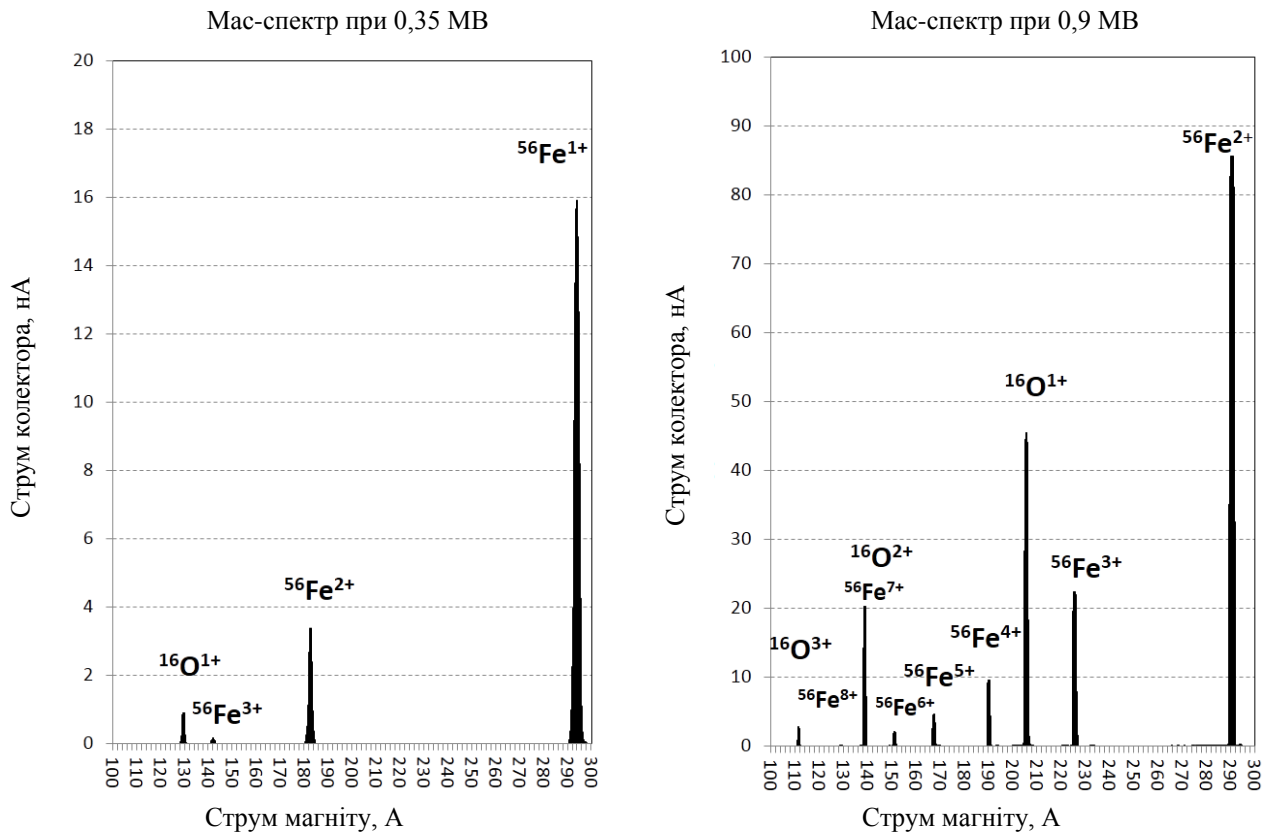 Мас-спектр при 0,35 МВ
20
18
16
14
12
10
8
6
4
2
0
⁵⁶Fe¹⁺
⁵⁶Fe²⁺
¹⁶O¹⁺
⁵⁶Fe³⁺
100 110 120 130 140 150 160 170 180 190 200 210 220 230 240 250 260 270 280 290 300
Струм колектора, нА
Струм магніту, А
Мас-спектр при 0,9 МВ
100
90
80
70
60
50
40
30
20
10
0
⁵⁶Fe²⁺
¹⁶O¹⁺
¹⁶O²⁺
⁵⁶Fe³⁺
⁵⁶Fe⁷⁺
⁵⁶Fe⁴⁺
¹⁶O³⁺
⁵⁶Fe⁵⁺
⁵⁶Fe⁸⁺
⁵⁶Fe⁶⁺
100 110 120 130 140 150 160 170 180 190 200 210 220 230 240 250 260 270 280 290 300
Струм колектора, нА
Струм магніту, А